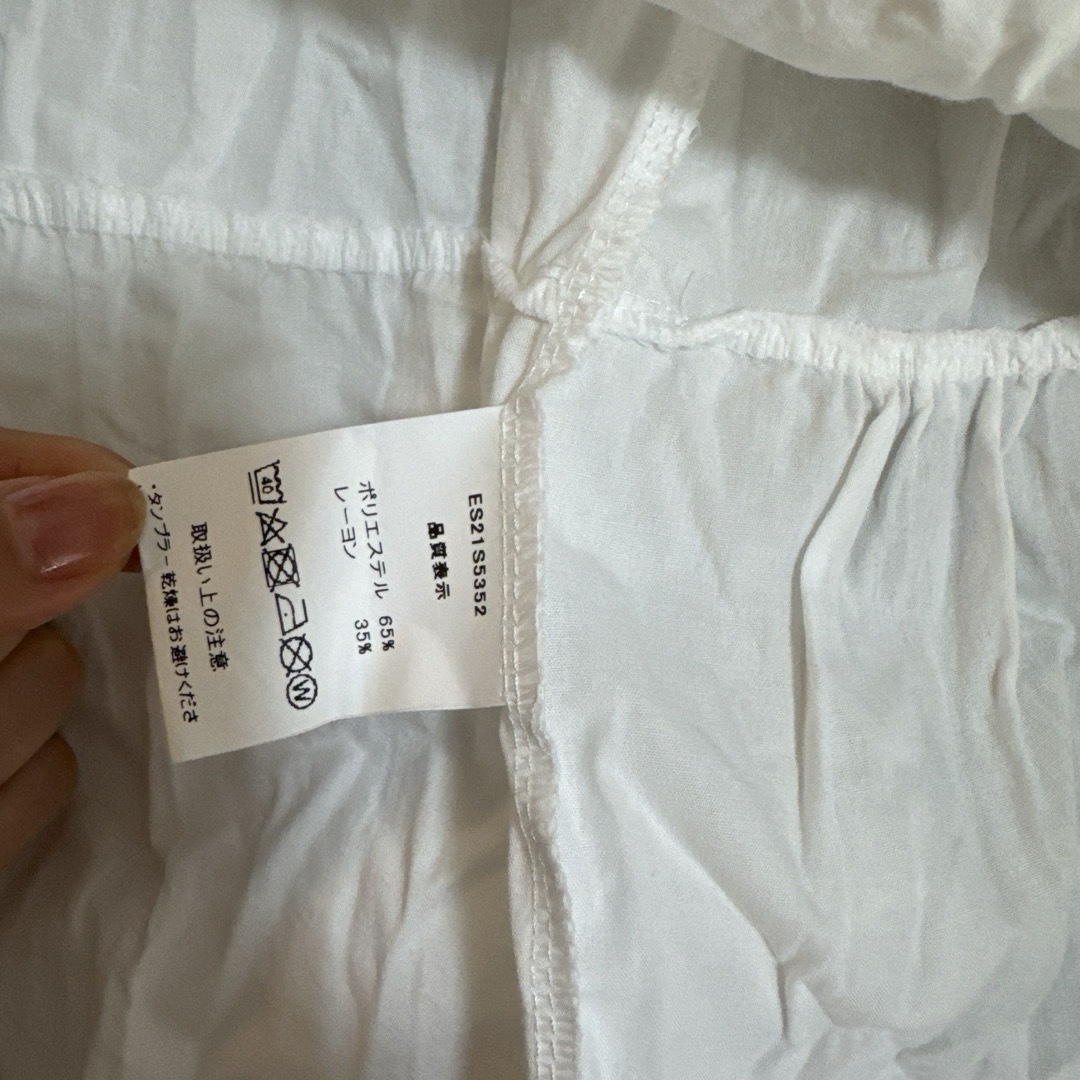 ES21S5352
品質表示
ポリエステル 65%
レーヨン 35%
40
W
取扱い上の注意
・タンブラー乾燥はお避けくださ